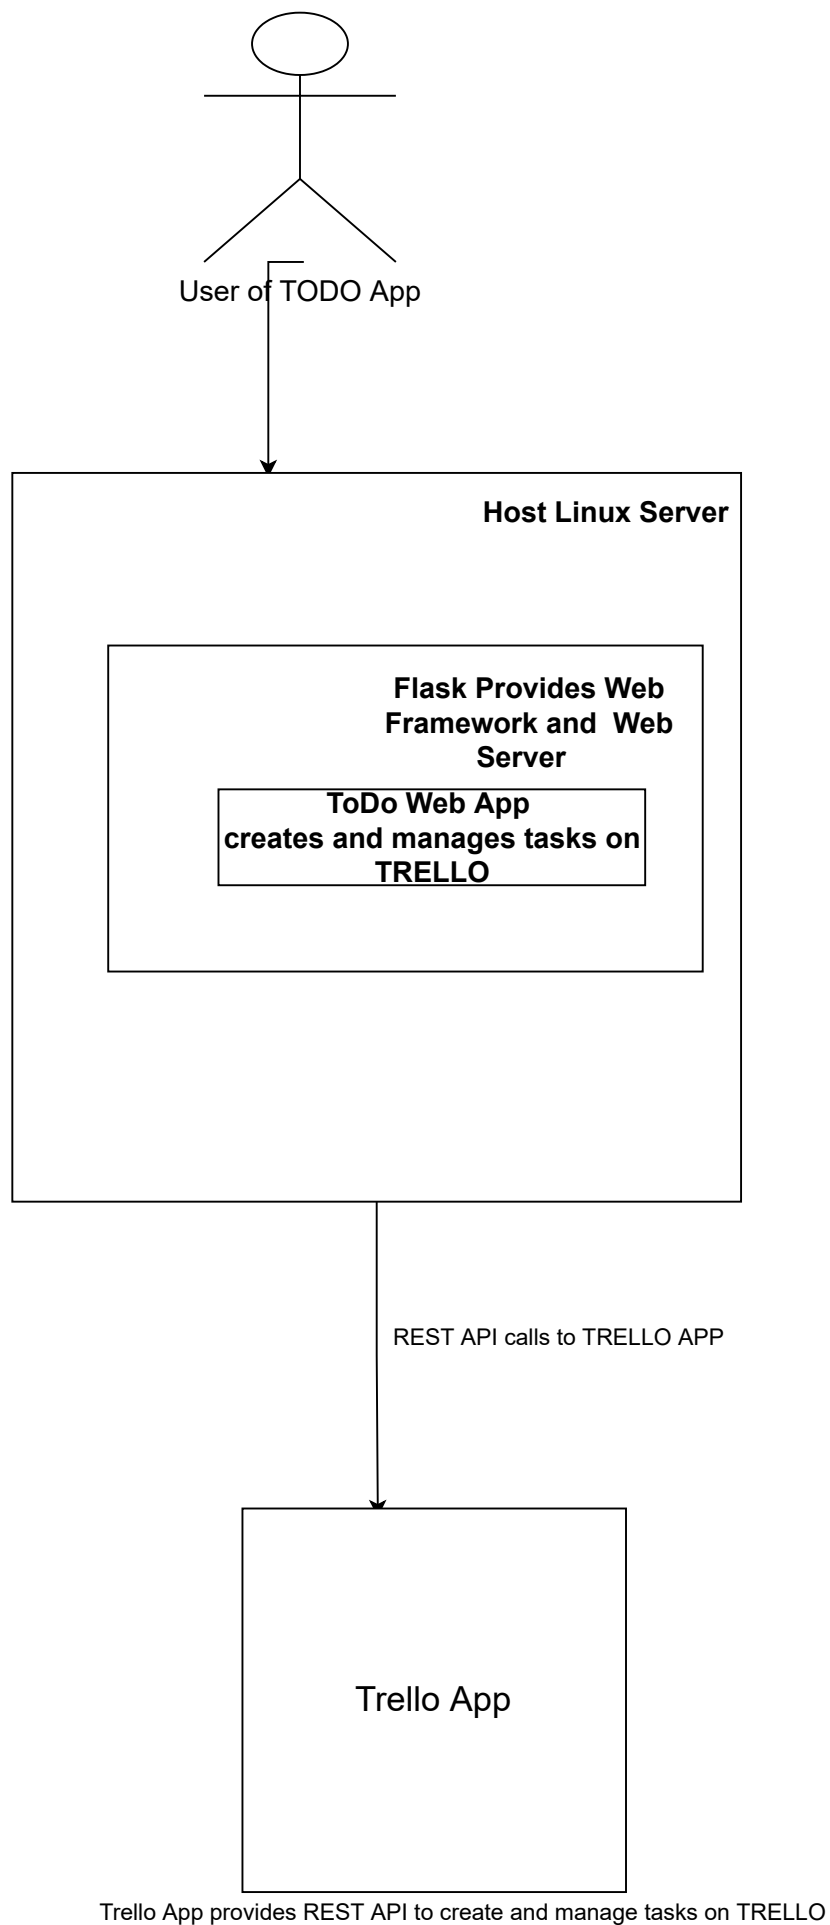 User of TODO App
Host Linux Server
Flask Provides Web
Framework and  Web
Server
ToDo Web App
creates and manages tasks on
TRELLO
REST API calls to TRELLO APP
Trello App
Trello App provides REST API to create and manage tasks on TRELLO